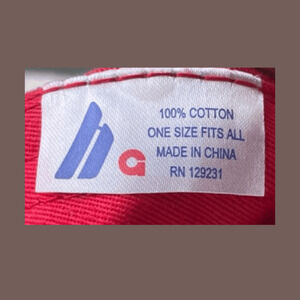 100% COTTON
ONE SIZE FITS ALL
MADE IN CHINA
RN 129231